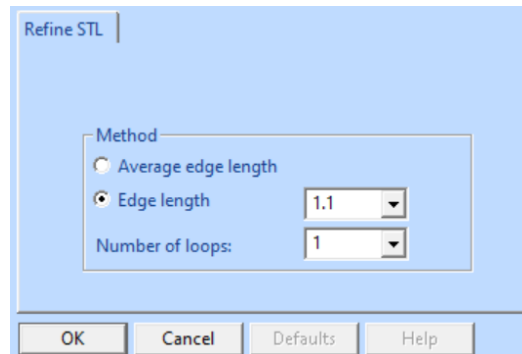 Refine STL
Method
Average edge length
Edge length 1.1
Number of loops: 1
OK Cancel Defaults Help